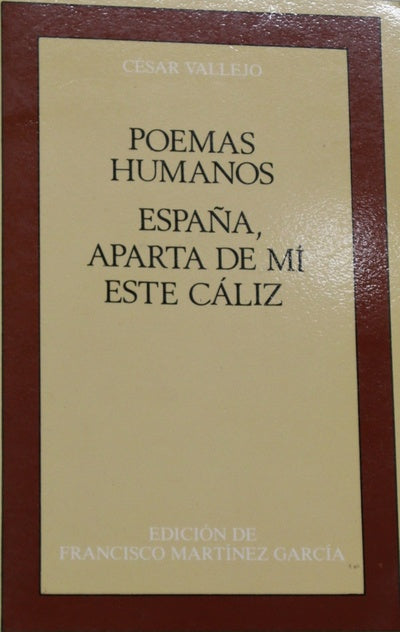 CÉSAR VALLEJO
POEMAS
HUMANOS
ESPAÑA,
APARTA DE MÍ
ESTE CÁLIZ
EDICIÓN DE
FRANCISCO MARTÍNEZ GARCÍA